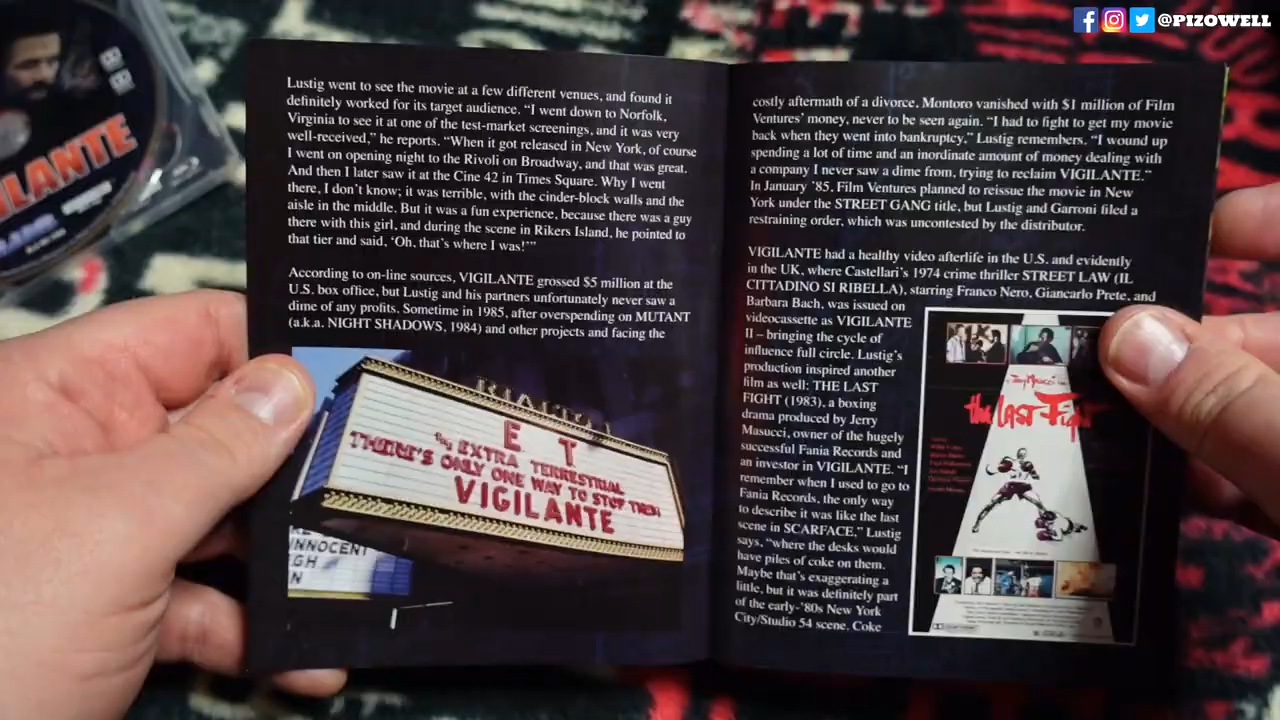 @PIZOWELL
Lustig went to see the movie at a few different venues, and found it
definitely worked for its target audience. “I went down to Norfolk,
Virginia to see it at one of the test-market screenings, and it was very
well-received,” he reports. “When it got released in New York, of course
I went on opening night to the Rivoli on Broadway, and that was great.
And then I later saw it at the Cine 42 in Times Square. Why I went
there, I don’t know; it was terrible, with the cinder-block walls and the
aisle in the middle. But it was a fun experience, because there was a guy
there with this girl, and during the scene in Rikers Island, he pointed to
that tier and said, ‘Oh, that’s where I was!’”
According to on-line sources, VIGILANTE grossed $5 million at the
U.S. box office, but Lustig and his partners unfortunately never saw a
dime of any profits. Sometime in 1985, after overspending on MUTANT
(a.k.a. NIGHT SHADOWS, 1984) and other projects and facing the
RIALTO
E T
THE EXTRA TERRESTRIAL
THERE'S ONLY ONE WAY TO STOP THEM
VIGILANTE
INNOCENT
GH
N
costly aftermath of a divorce, Montoro vanished with $1 million of Film
Ventures’ money, never to be seen again. “I had to fight to get my movie
back when they went into bankruptcy,” Lustig remembers. “I wound up
spending a lot of time and an inordinate amount of money dealing with
a company I never saw a dime from, trying to reclaim VIGILANTE.”
In January ’85, Film Ventures planned to reissue the movie in New
York under the STREET GANG title, but Lustig and Garroni filed a
restraining order, which was uncontested by the distributor.
VIGILANTE had a healthy video afterlife in the U.S. and evidently
in the UK, where Castellari’s 1974 crime thriller STREET LAW (IL
CITTADINO SI RIBELLA), starring Franco Nero, Giancarlo Prete, and
Barbara Bach, was issued on
videocassette as VIGILANTE
II – bringing the cycle of
influence full circle. Lustig’s
production inspired another
film as well: THE LAST
FIGHT (1983), a boxing
drama produced by Jerry
Masucci, owner of the hugely
successful Fania Records and
an investor in VIGILANTE. “I
remember when I used to go to
Fania Records, the only way
to describe it was like the last
scene in SCARFACE,” Lustig
says, “where the desks would
have piles of coke on them.
Maybe that’s exaggerating a
little, but it was definitely part
of the early-’80s New York
City/Studio 54 scene. Coke
the Last Fight
ILANTE